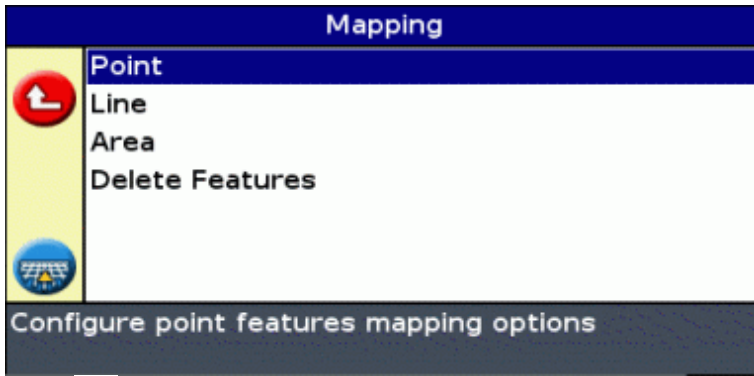 Mapping
Point
Line
Area
Delete Features
Configure point features mapping options